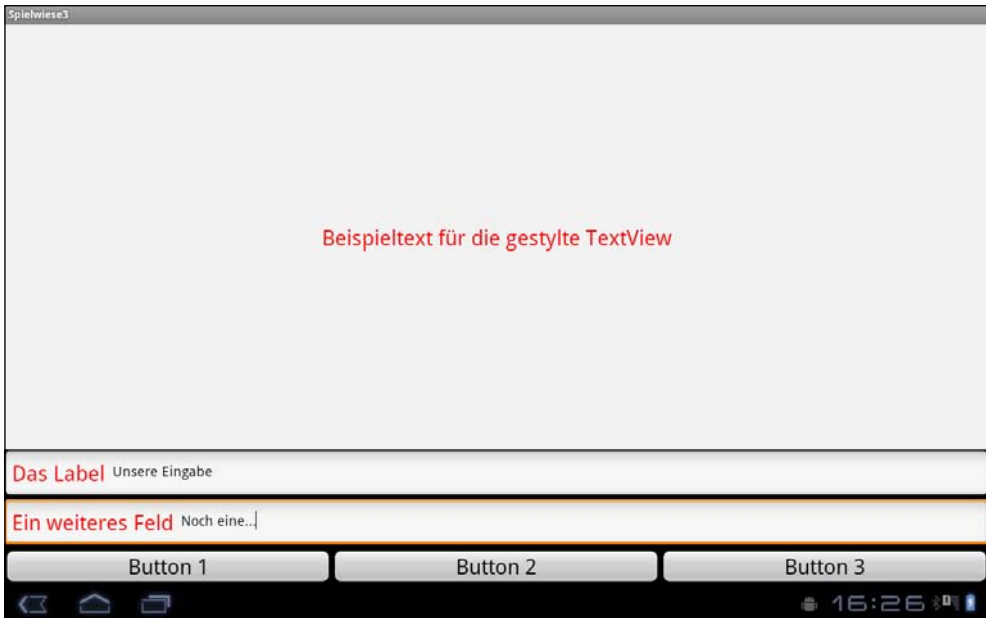 Spielwiese3
Beispieltext für die gestylte TextView
Das Label Unsere Eingabe
Ein weiteres Feld Noch eine...
Button 1 Button 2 Button 3
16:26